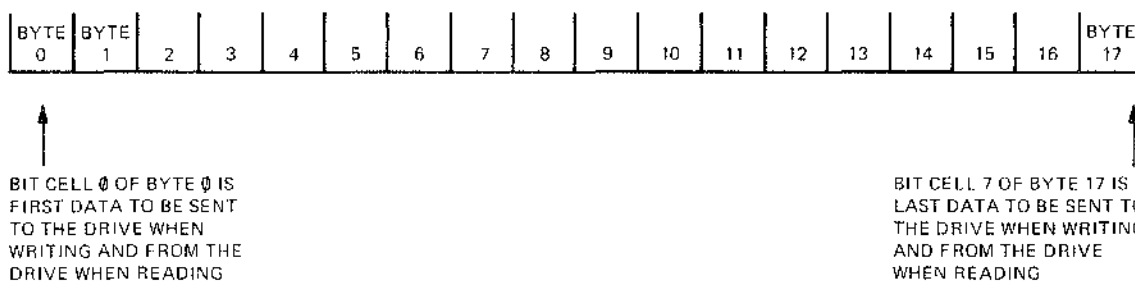 BYTE BYTE BYTE
0 1 2 3 4 5 6 7 8 9 10 11 12 13 14 15 16 17
BIT CELL Ø OF BYTE Ø IS
FIRST DATA TO BE SENT
TO THE DRIVE WHEN
WRITING AND FROM THE
DRIVE WHEN READING
BIT CELL 7 OF BYTE 17 IS
LAST DATA TO BE SENT TO
THE DRIVE WHEN WRITING
AND FROM THE DRIVE
WHEN READING